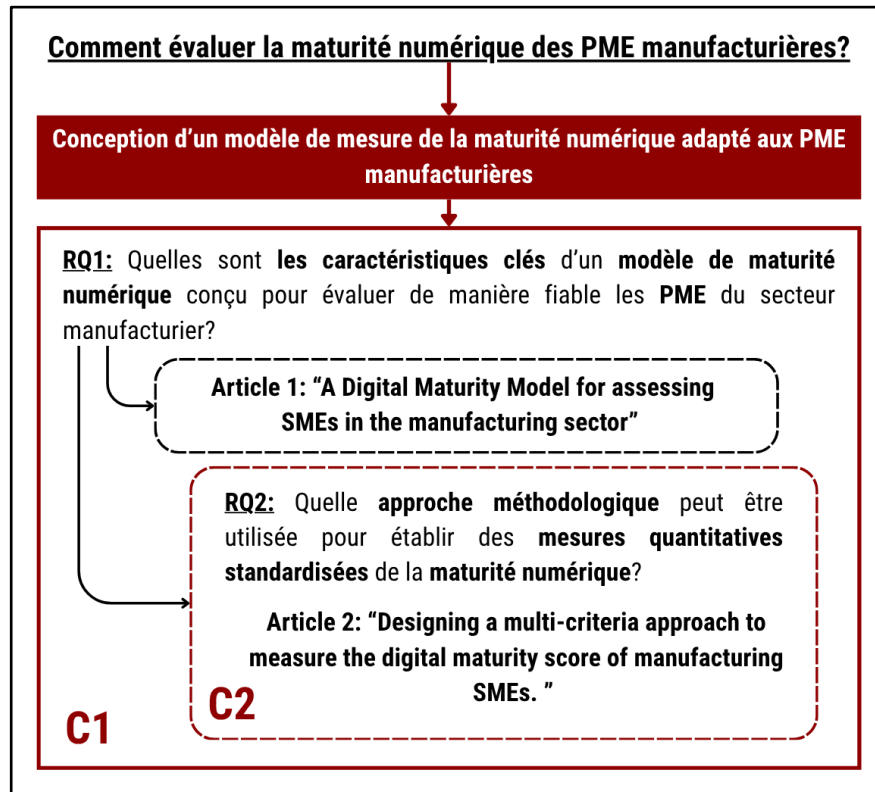 Comment évaluer la maturité numérique des PME manufacturières?
Conception d’un modèle de mesure de la maturité numérique adapté aux PME
manufacturières
RQ1: Quelles sont les caractéristiques clés d’un modèle de maturité
numérique conçu pour évaluer de manière fiable les PME du secteur
manufacturier?
Article 1: “A Digital Maturity Model for assessing
SMEs in the manufacturing sector”
RQ2: Quelle approche méthodologique peut être
utilisée pour établir des mesures quantitatives
standardisées de la maturité numérique?
Article 2: “Designing a multi-criteria approach to
measure the digital maturity score of manufacturing
SMEs. ”
C2
C1